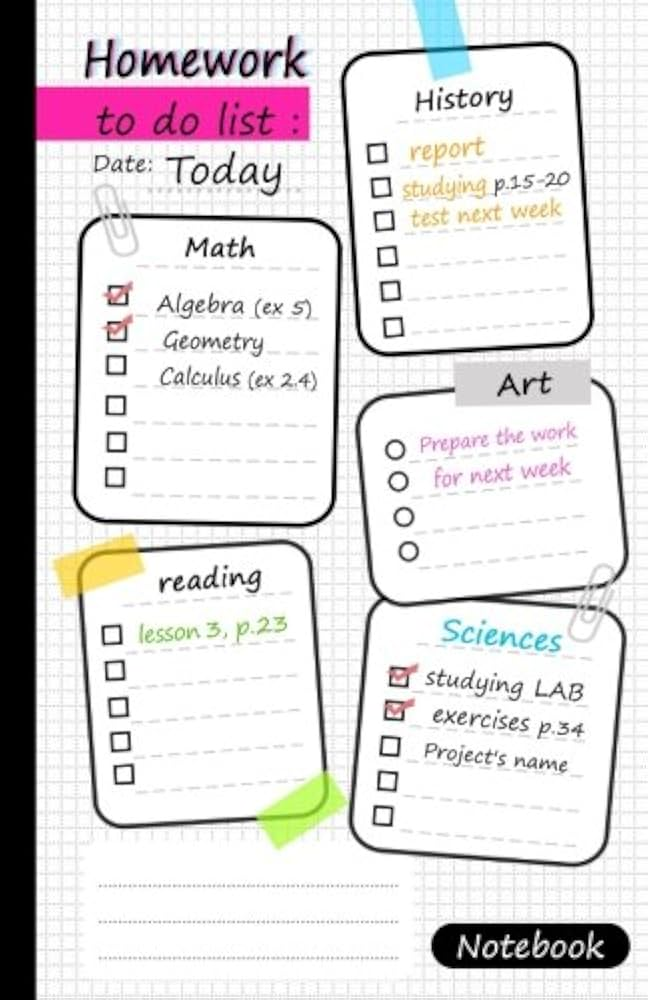 Homework
to do list :
Date: Today
Math
Algebra (ex 5)
Geometry
Calculus (ex 2.4)
reading
lesson 3, p.23
History
report
studying p.15-20
test next week
Art
Prepare the work
for next week
Sciences
studying LAB
exercises p.34
Project's name
Notebook